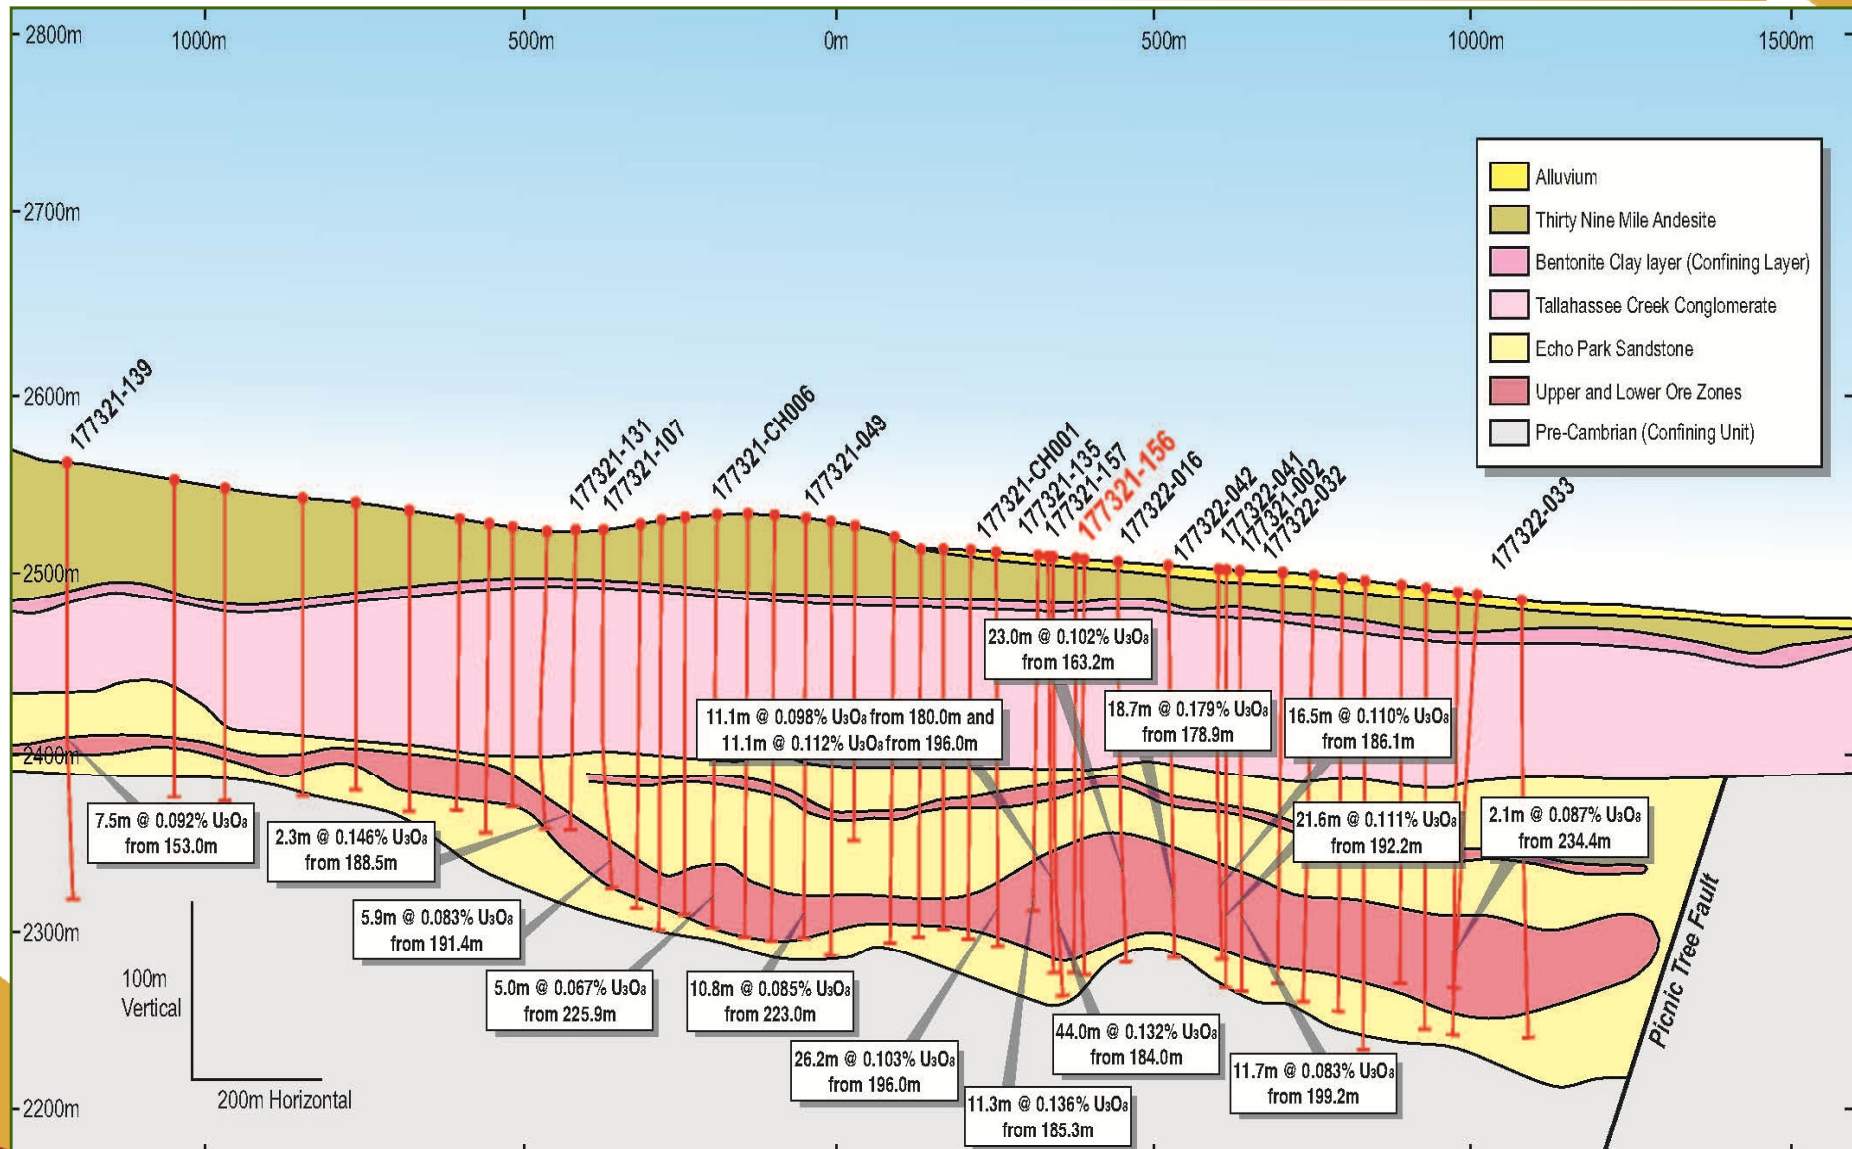 2800m
1000m
500m
0m
500m
1000m
1500m
2700m
2600m
2500m
2400m
2300m
2200m
Alluvium
Thirty Nine Mile Andesite
Bentonite Clay layer (Confining Layer)
Tallahassee Creek Conglomerate
Echo Park Sandstone
Upper and Lower Ore Zones
Pre-Cambrian (Confining Unit)
177321-139
177321-131
177321-107
177321-CH006
177321-049
177321-CH001
177321-135
177321-157
177321-156
177322-016
177322-042
177322-041
177321-002
177322-032
177322-033
23.0m @ 0.102% U₃O₈
from 163.2m
11.1m @ 0.098% U₃O₈ from 180.0m and
11.1m @ 0.112% U₃O₈ from 196.0m
18.7m @ 0.179% U₃O₈
from 178.9m
16.5m @ 0.110% U₃O₈
from 186.1m
7.5m @ 0.092% U₃O₈
from 153.0m
2.3m @ 0.146% U₃O₈
from 188.5m
21.6m @ 0.111% U₃O₈
from 192.2m
2.1m @ 0.087% U₃O₈
from 234.4m
5.9m @ 0.083% U₃O₈
from 191.4m
5.0m @ 0.067% U₃O₈
from 225.9m
10.8m @ 0.085% U₃O₈
from 223.0m
26.2m @ 0.103% U₃O₈
from 196.0m
44.0m @ 0.132% U₃O₈
from 184.0m
11.3m @ 0.136% U₃O₈
from 185.3m
11.7m @ 0.083% U₃O₈
from 199.2m
Picnic Tree Fault
100m
Vertical
200m Horizontal